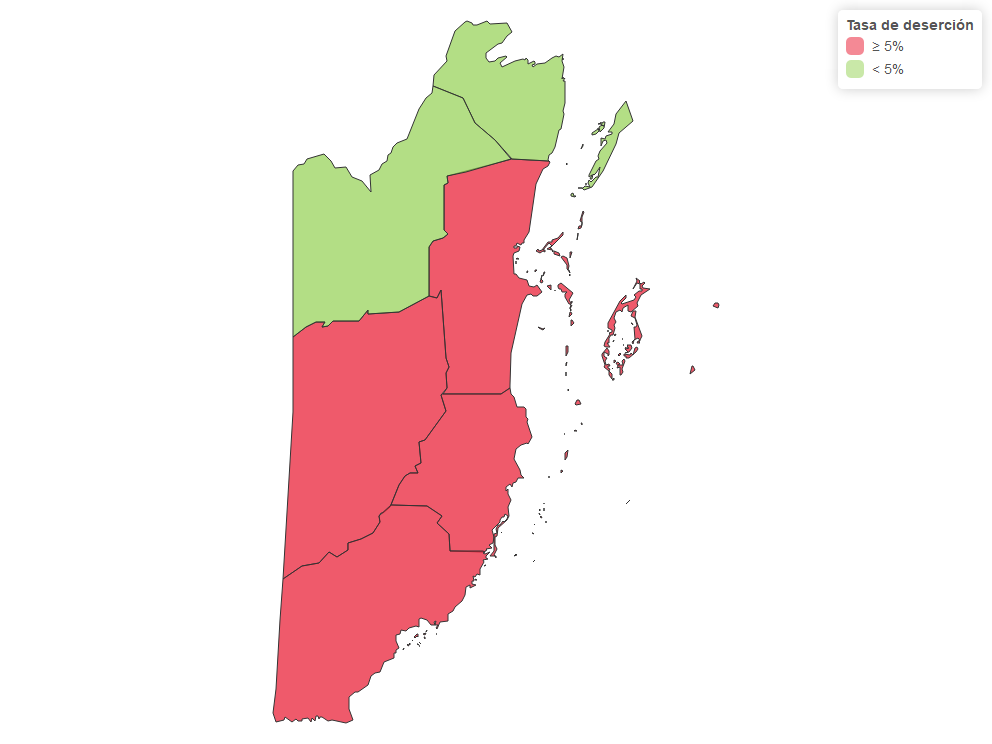 Tasa de deserción
≥ 5%
< 5%